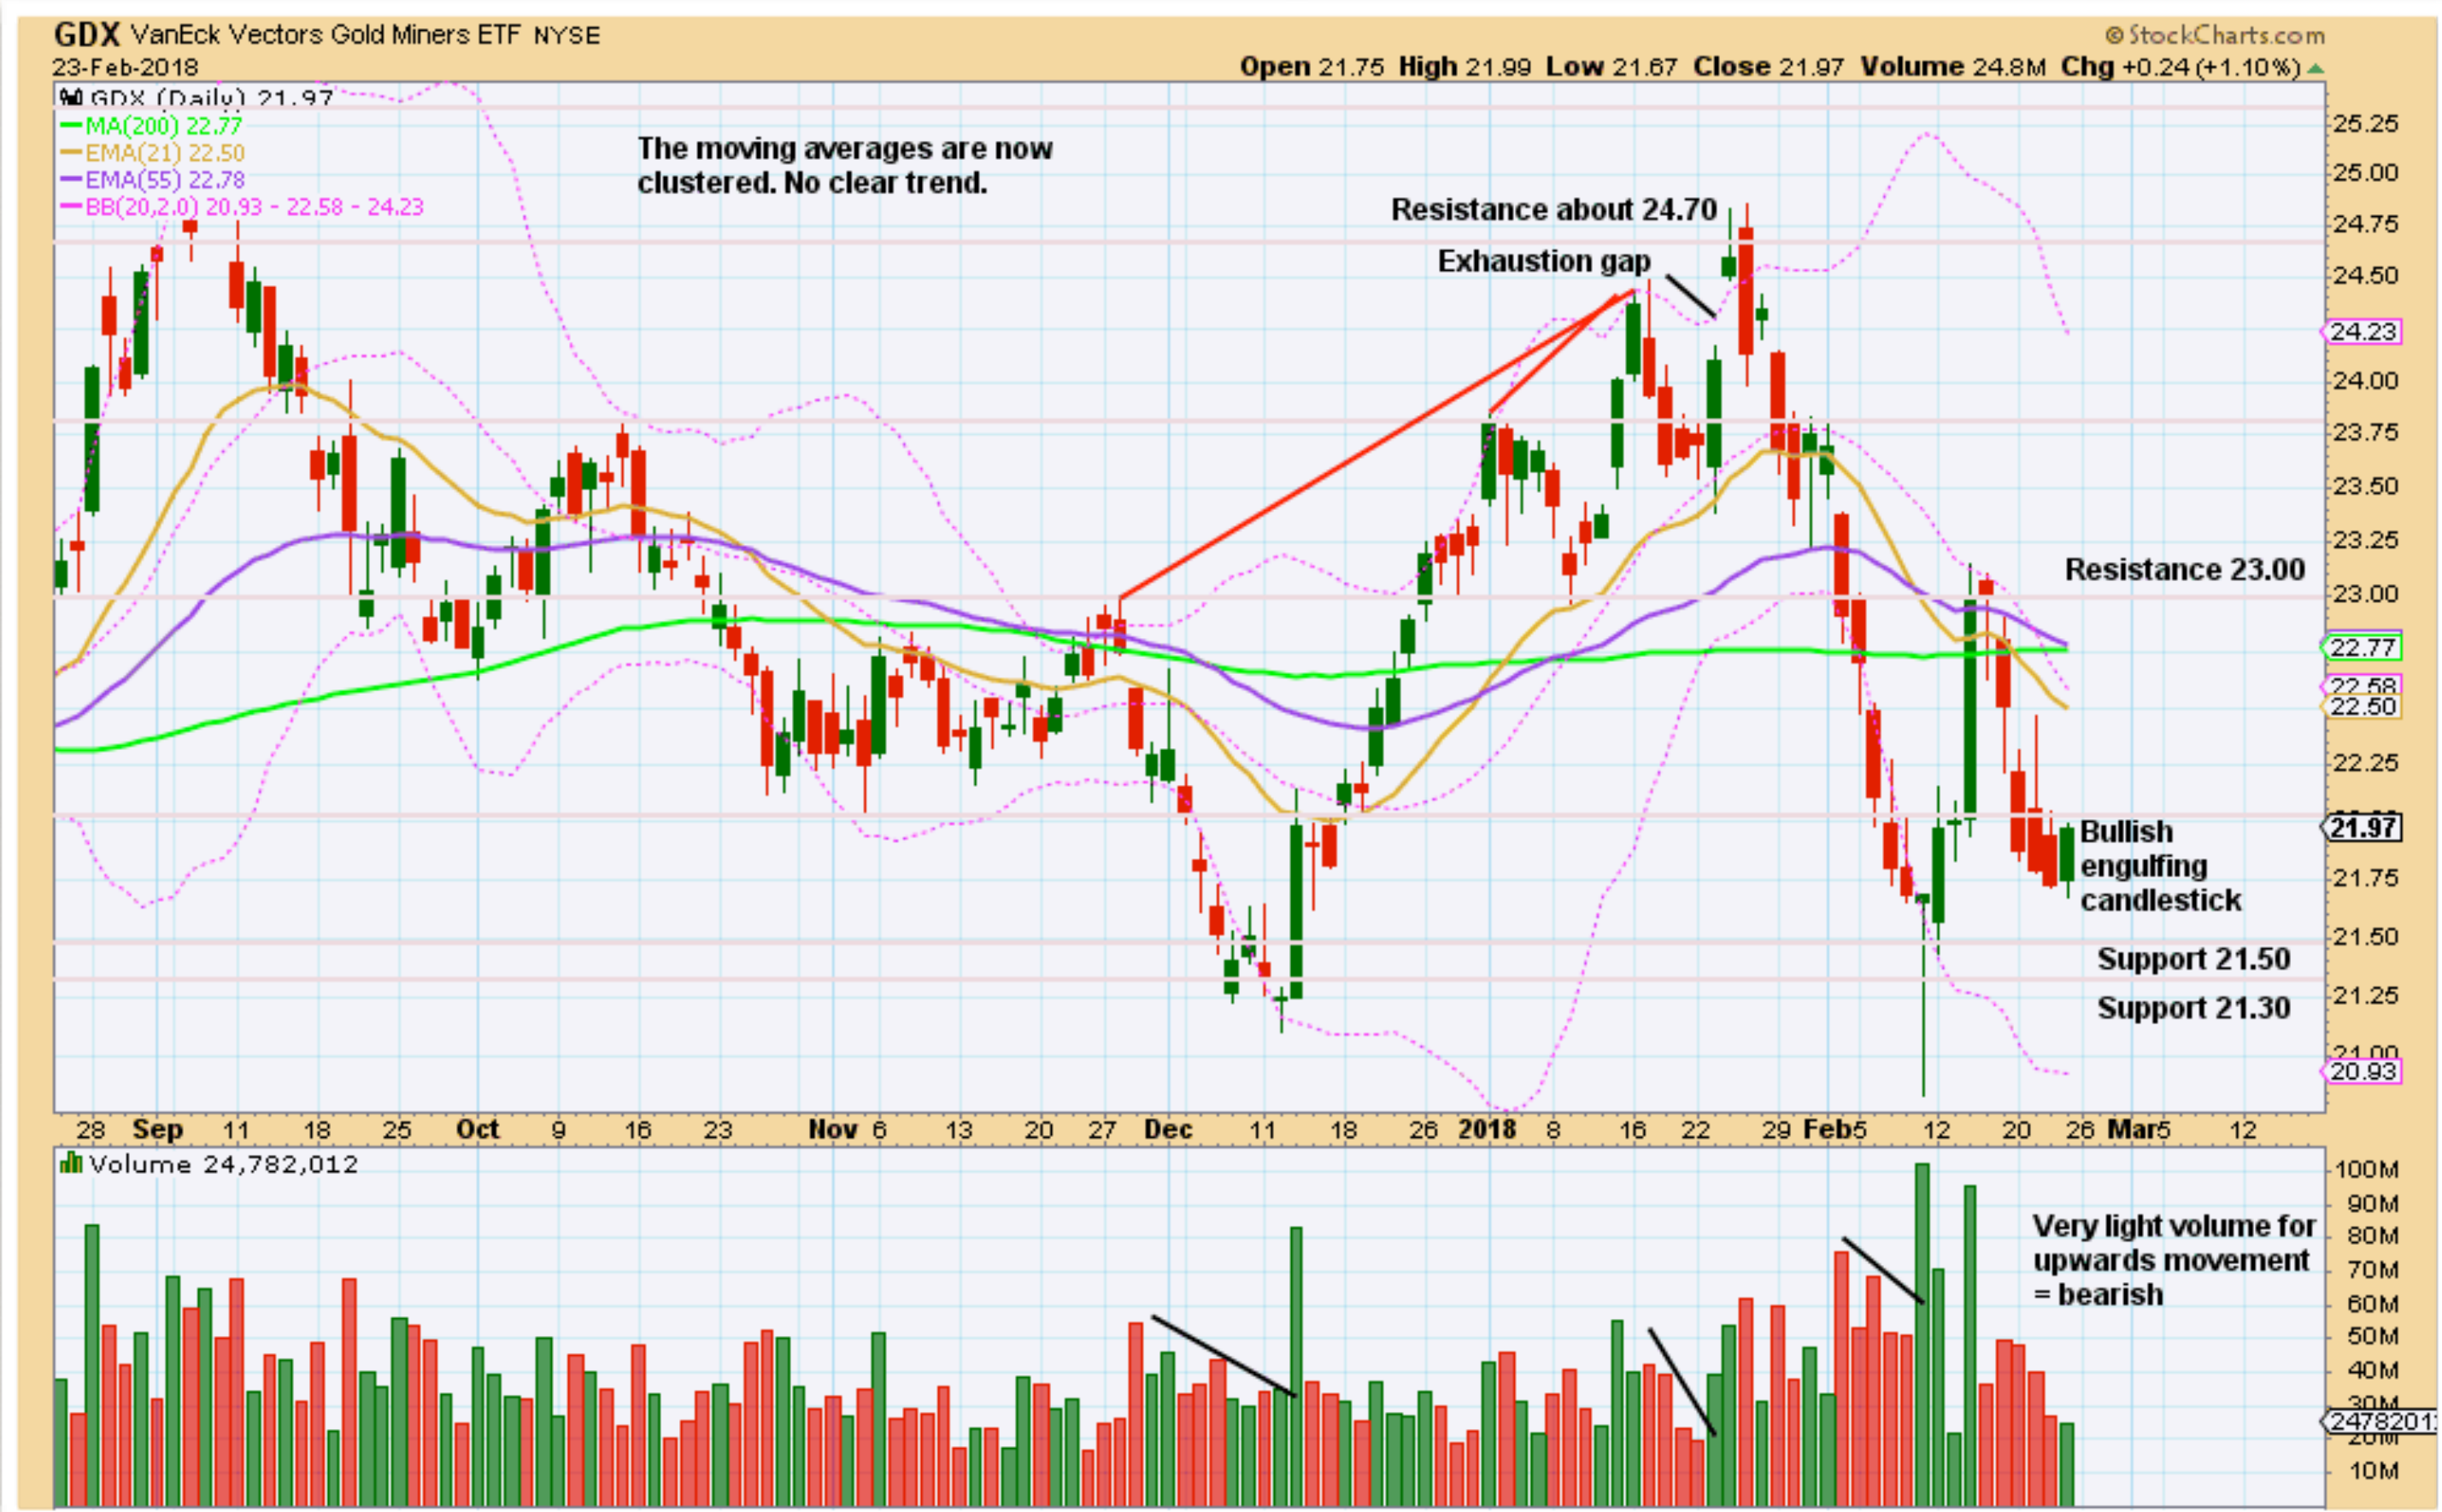 GDX VanEck Vectors Gold Miners ETF NYSE
© StockCharts.com
23-Feb-2018
Open 21.75 High 21.99 Low 21.67 Close 21.97 Volume 24.8M Chg +0.24 (+1.10%)
GDX (Daily) 21.97
MA(200) 22.77
EMA(21) 22.50
EMA(55) 22.78
BB(20,2.0) 20.93 - 22.58 - 24.23
The moving averages are now
clustered. No clear trend.
Resistance about 24.70
Exhaustion gap
Resistance 23.00
Bullish
engulfing
candlestick
Support 21.50
Support 21.30
25.25
25.00
24.75
24.50
24.23
24.00
23.75
23.50
23.25
23.00
22.77
22.58
22.50
22.25
21.97
21.75
21.50
21.25
21.00
20.93
28 Sep 11 18 25 Oct 9 16 23 Nov 6 13 20 27 Dec 11 18 26 2018 8 16 22 29 Feb 5 12 20 26 Mar 5 12
Volume 24,782,012
Very light volume for
upwards movement
= bearish
100M
90M
80M
70M
60M
50M
40M
30M
2478201
20M
10M